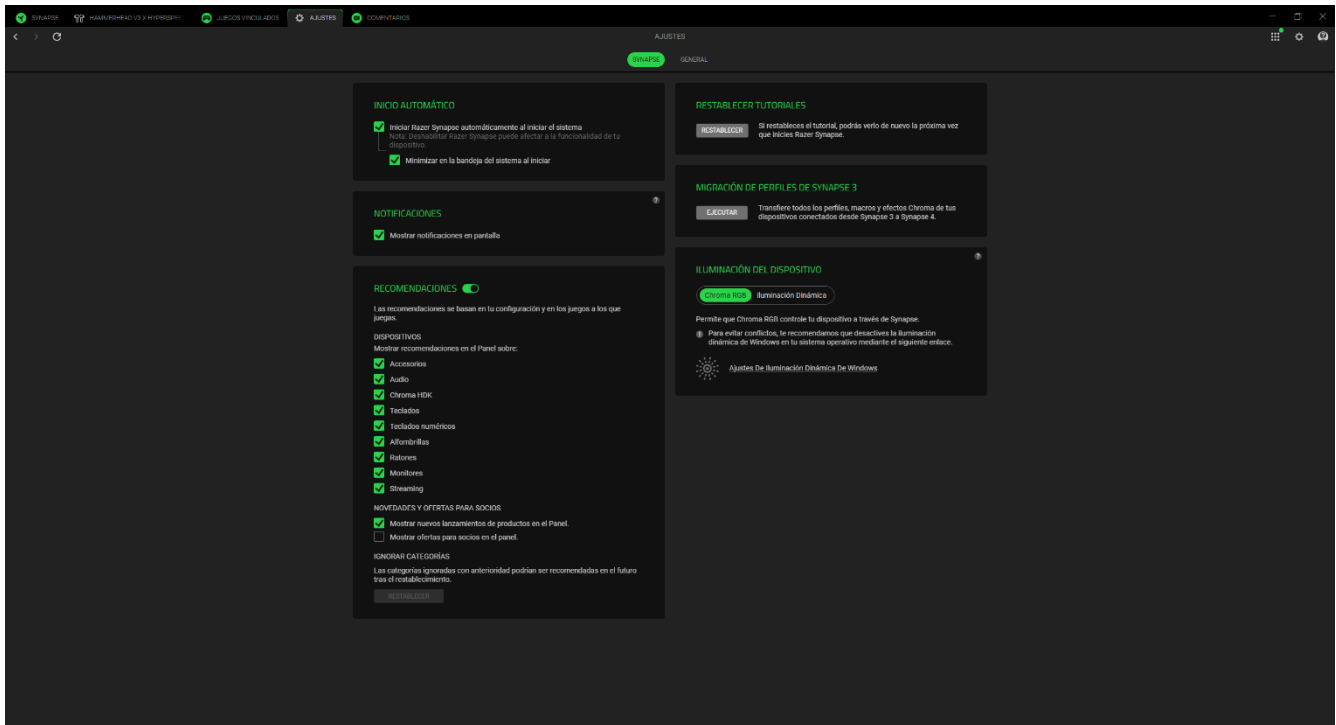 SYNAPSE
HAMMERHEAD V3 X HYPERSPE
JUEGOS VINCULADOS
AJUSTES
COMENTARIOS
AJUSTES
SYNAPSE
GENERAL
INICIO AUTOMÁTICO
Iniciar Razer Synapse automáticamente al iniciar el sistema
Nota: Deshabilitar Razer Synapse puede afectar a la funcionalidad de tu
dispositivo.
Minimizar en la bandeja del sistema al iniciar
NOTIFICACIONES
Mostrar notificaciones en pantalla
RECOMENDACIONES
Las recomendaciones se basan en tu configuración y en los juegos a los que
juegas.
DISPOSITIVOS
Mostrar recomendaciones en el Panel sobre:
Accesorios
Audio
Chroma HDK
Teclados
Teclados numéricos
Alfombrillas
Ratones
Monitores
Streaming
NOVEDADES Y OFERTAS PARA SOCIOS
Mostrar nuevos lanzamientos de productos en el Panel.
Mostrar ofertas para socios en el panel.
IGNORAR CATEGORÍAS
Las categorías ignoradas con anterioridad podrían ser recomendadas en el futuro
tras el restablecimiento.
RESTABLECER
RESTABLECER TUTORIALES
RESTABLECER
Si restableces el tutorial, podrás verlo de nuevo la próxima vez
que inicies Razer Synapse.
MIGRACIÓN DE PERFILES DE SYNAPSE 3
EJECUTAR
Transfiere todos los perfiles, macros y efectos Chroma de tus
dispositivos conectados desde Synapse 3 a Synapse 4.
ILUMINACIÓN DEL DISPOSITIVO
Chroma RGB
Iluminación Dinámica
Permite que Chroma RGB controle tu dispositivo a través de Synapse.
Para evitar conflictos, te recomendamos que desactives la iluminación
dinámica de Windows en tu sistema operativo mediante el siguiente enlace.
Ajustes De Iluminación Dinámica De Windows